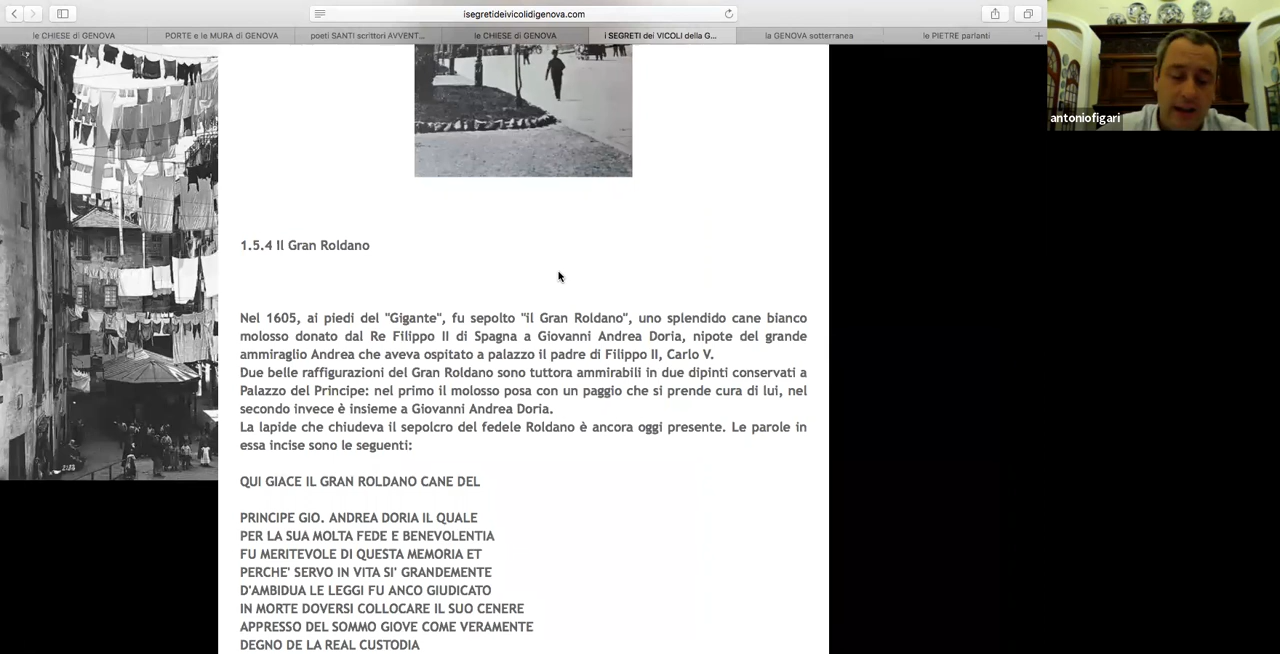 isegretideivicolidigenova.com
le CHIESE di GENOVA
PORTE e le MURA di GENOVA
poeti SANTI scrittori AVVENT...
le CHIESE di GENOVA
i SEGRETI dei VICOLI della G...
la GENOVA sotterranea
le PIETRE parlanti
antoniofigari
1.5.4 Il Gran Roldano
Nel 1605, ai piedi del "Gigante", fu sepolto "il Gran Roldano", uno splendido cane bianco
molosso donato dal Re Filippo II di Spagna a Giovanni Andrea Doria, nipote del grande
ammiraglio Andrea che aveva ospitato a palazzo il padre di Filippo II, Carlo V.
Due belle raffigurazioni del Gran Roldano sono tuttora ammirabili in due dipinti conservati a
Palazzo del Principe: nel primo il molosso posa con un paggio che si prende cura di lui, nel
secondo invece è insieme a Giovanni Andrea Doria.
La lapide che chiudeva il sepolcro del fedele Roldano è ancora oggi presente. Le parole in
essa incise sono le seguenti:
QUI GIACE IL GRAN ROLDANO CANE DEL
PRINCIPE GIO. ANDREA DORIA IL QUALE
PER LA SUA MOLTA FEDE E BENEVOLENTIA
FU MERITEVOLE DI QUESTA MEMORIA ET
PERCHE' SERVO IN VITA SI' GRANDEMENTE
D'AMBIDUA LE LEGGI FU ANCO GIUDICATO
IN MORTE DOVERSI COLLOCARE IL SUO CENERE
APPRESSO DEL SOMMO GIOVE COME VERAMENTE
DEGNO DE LA REAL CUSTODIA